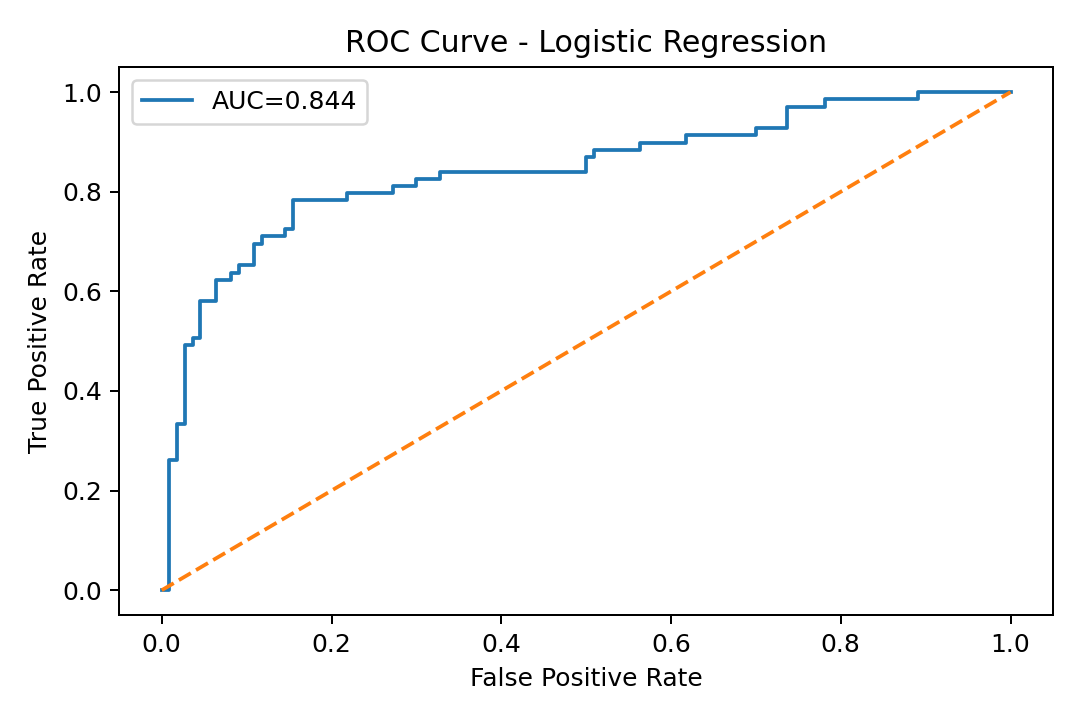 ROC Curve - Logistic Regression
AUC=0.844
True Positive Rate
1.0
0.8
0.6
0.4
0.2
0.0
0.0 0.2 0.4 0.6 0.8 1.0
False Positive Rate